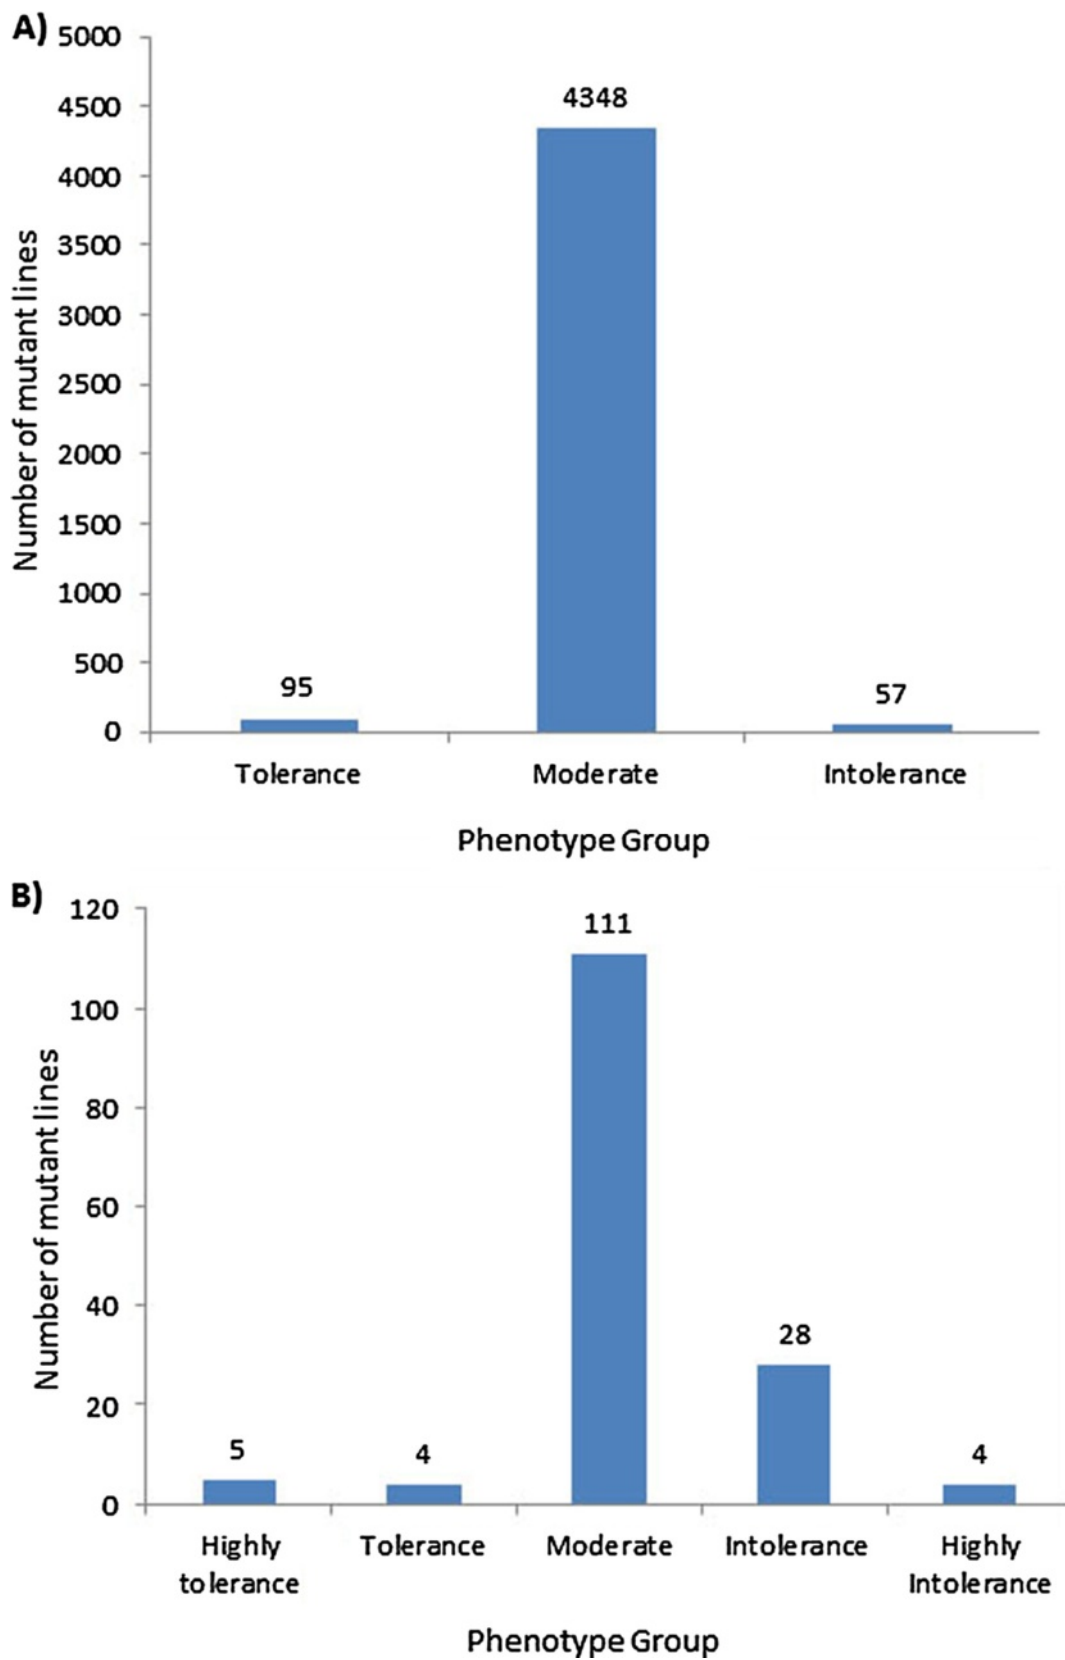 A)
5000
4500
4000
3500
3000
2500
2000
1500
1000
500
0
Number of mutant lines
95
4348
57
Tolerance Moderate Intolerance
Phenotype Group
B)
120
100
80
60
40
20
0
Number of mutant lines
5
4
111
28
4
Highly tolerance
Tolerance
Moderate
Intolerance
Highly Intolerance
Phenotype Group